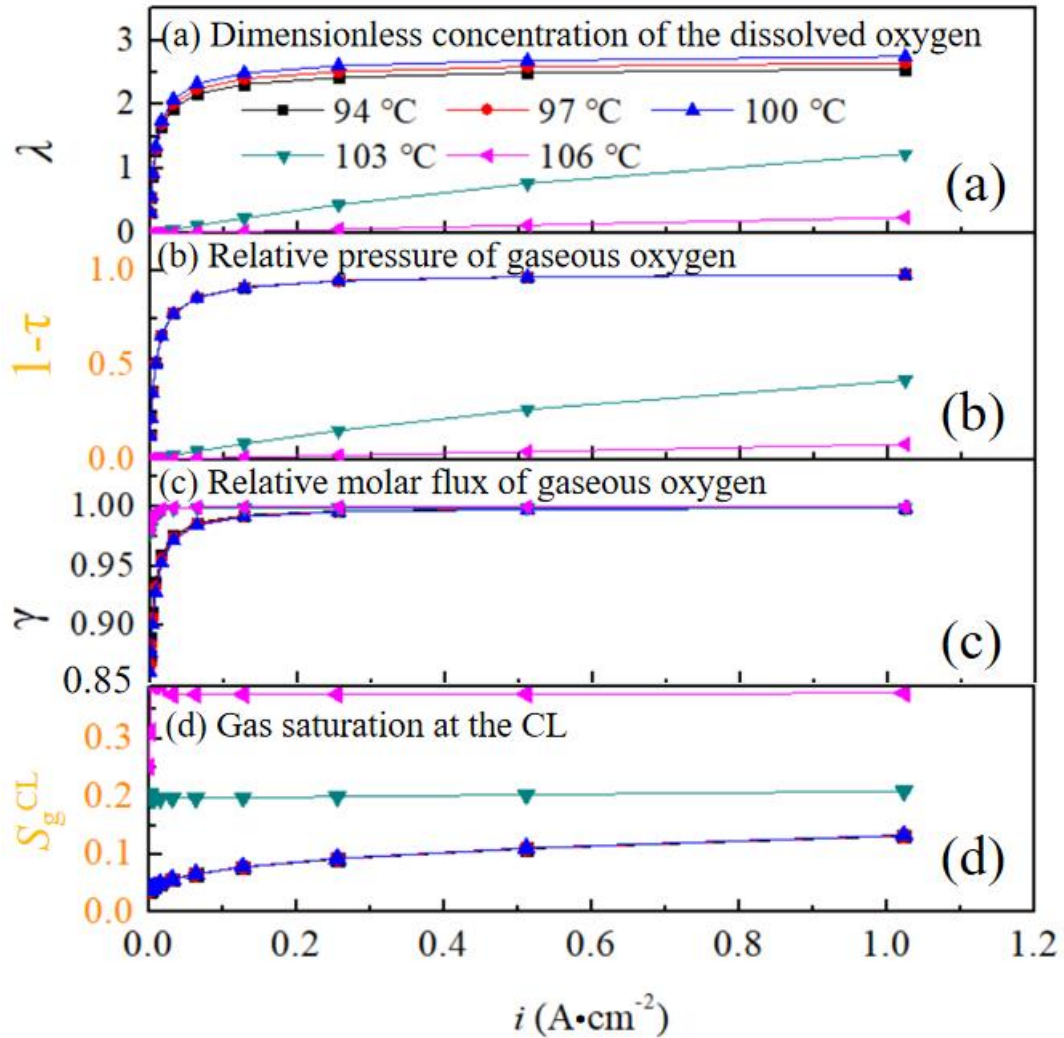 (a) Dimensionless concentration of the dissolved oxygen
3
2
1
0
λ
94 °C
97 °C
100 °C
103 °C
106 °C
(a)
(b) Relative pressure of gaseous oxygen
1.0
0.5
0.0
1-τ
(b)
(c) Relative molar flux of gaseous oxygen
1.00
0.95
0.90
0.85
γ
(c)
(d) Gas saturation at the CL
0.3
0.2
0.1
0.0
S_g^CL
(d)
0.0 0.2 0.4 0.6 0.8 1.0 1.2
i (A•cm⁻²)